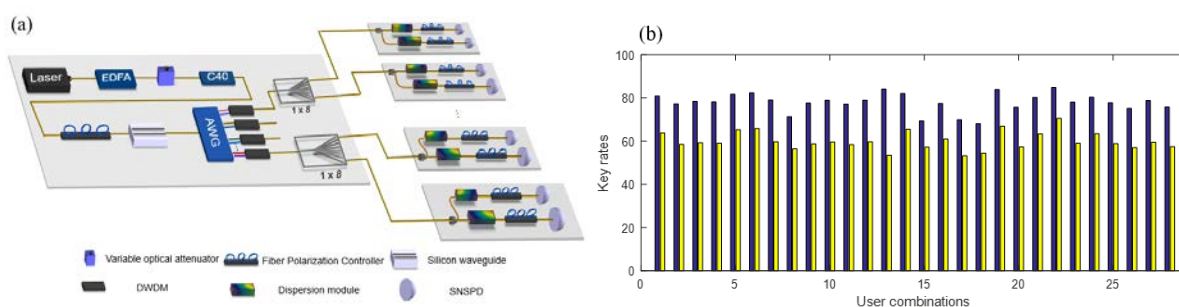 (a)
Laser
EDFA
C40
AWG
1 x 8
1 x 8
Variable optical attenuator
Fiber Polarization Controller
Silicon waveguide
DWDM
Dispersion module
SNSPD
(b)
Key rates
100
80
60
40
20
0
0
5
10
15
20
25
User combinations